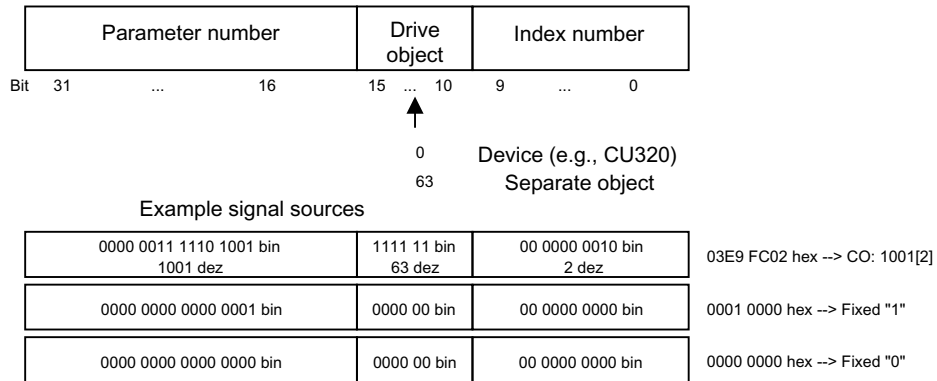 Parameter number Drive object Index number
Bit 31 ... 16 15 ... 10 9 ... 0
0 Device (e.g., CU320)
63 Separate object
Example signal sources
0000 0011 1110 1001 bin 1111 11 bin 00 0000 0010 bin
1001 dez 63 dez 2 dez
03E9 FC02 hex --> CO: 1001[2]
0000 0000 0000 0001 bin 0000 00 bin 00 0000 0000 bin 0001 0000 hex --> Fixed "1"
0000 0000 0000 0000 bin 0000 00 bin 00 0000 0000 bin 0000 0000 hex --> Fixed "0"